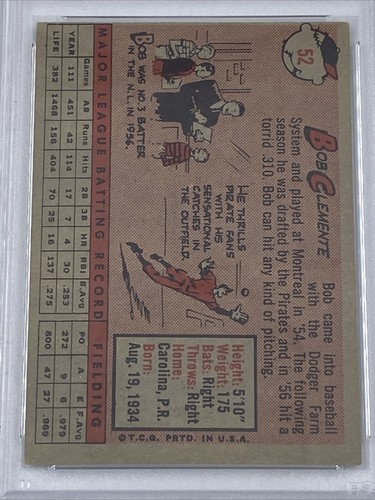 52
BOB CLEMENTE
Bob came into baseball
with the Dodger Farm
System and played at Montreal in '54. The following
season he was drafted by the Pirates and in '56 hit a
torrid .310. Bob can hit any kind of pitching.
BOB WAS NO.3 BATTER
IN THE N.L. IN 1956.
HE THRILLS
PIRATE FANS
WITH HIS
SENSATIONAL
CATCHES IN
THE OUTFIELD.
Height: 5'10"
Weight: 175
Bats: Right
Throws: Right
Home:
Carolina, P.R.
Born:
Aug. 19, 1934
MAJOR LEAGUE BATTING RECORD FIELDING
Games AB Runs Hits 2B 3B HR RBI B.Avg PO A E F.Avg
YEAR 111 451 42 114 17 7 4 30 .253 272 9 6 .979
LIFE 382 1468 156 404 70 25 16 137 .275 800 47 27 .969
© T.C.G. PRTD. IN U.S.A.